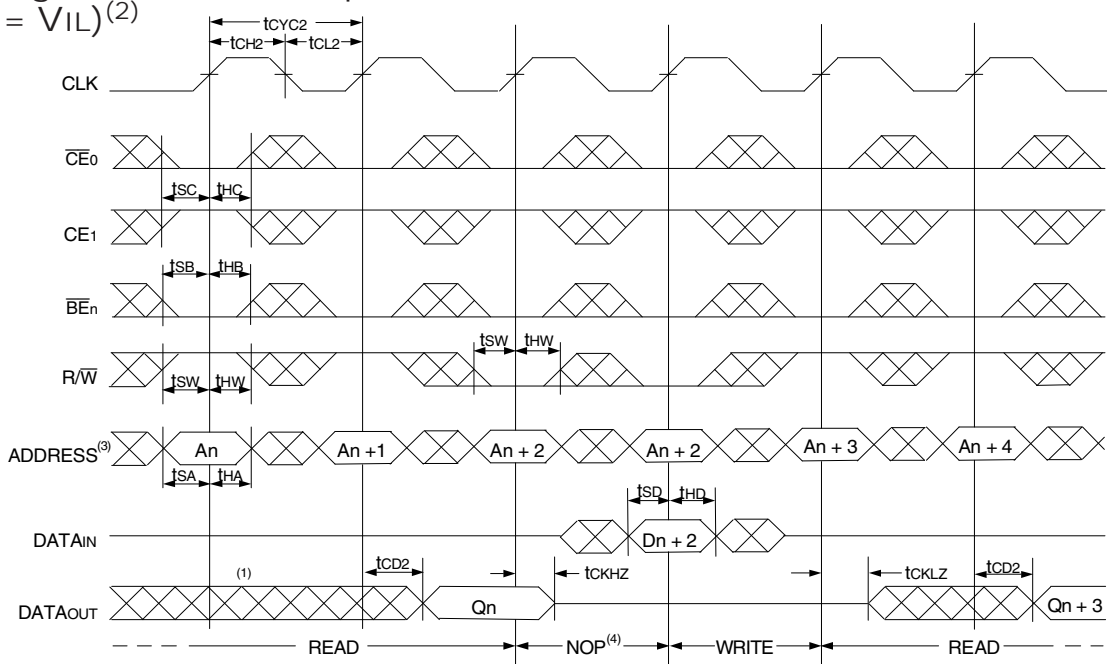 = VIL)(2)
tCYC2
tCH2 tCL2
CLK
CE0
tSC tHC
CE1
tSB tHB
BEn
tSW tHW
R/W
tSW tHW
ADDRESS(3) An An +1 An + 2 An + 2 An + 3 An + 4
tSA tHA
tSD tHD
DATAIN Dn + 2
(1) tCD2 tCKHZ tCKLZ tCD2
DATAOUT Qn Qn + 3
READ NOP(4) WRITE READ